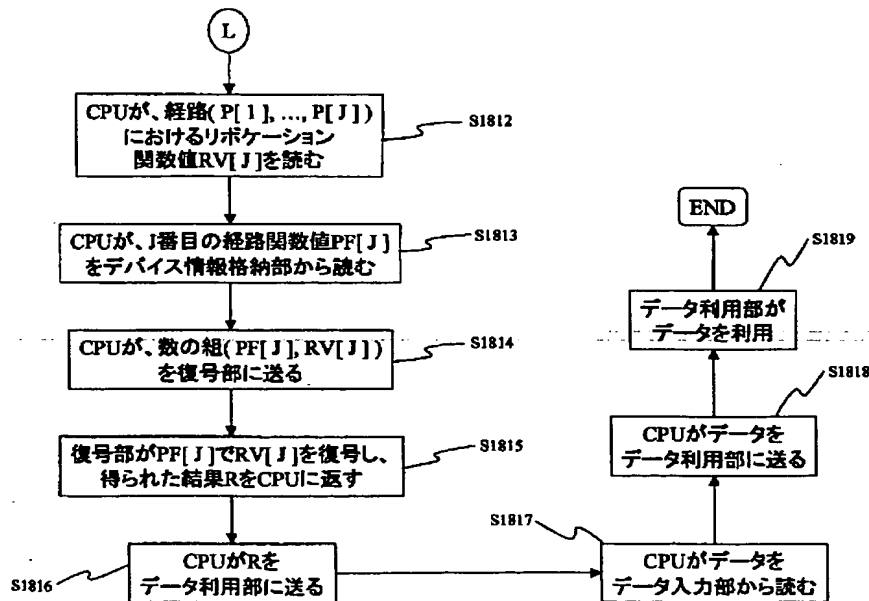 L
CPUが、経路( P[ 1 ], ..., P[ J ] )
におけるリボケーション
関数値RV[ J ]を読む
S1812
CPUが、J番目の経路関数値PF[ J ]
をデバイス情報格納部から読む
S1813
CPUが、数の組( PF[ J ], RV[ J ] )
を復号部に送る
S1814
復号部がPF[ J ]でRV[ J ]を復号し、
得られた結果RをCPUに返す
S1815
CPUがRを
データ利用部に送る
S1816
CPUがデータを
データ入力部から読む
S1817
CPUがデータを
データ利用部に送る
S1818
データ利用部が
データを利用
S1819
END